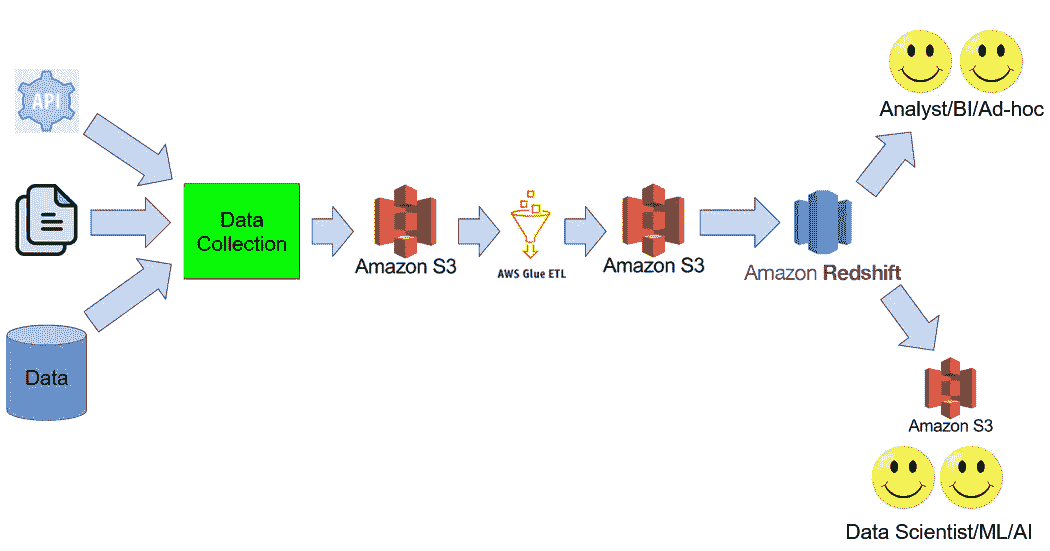 API
Data
Collection
Data
Amazon S3
AWS Glue ETL
Amazon S3
Amazon Redshift
Analyst/BI/Ad-hoc
Amazon S3
Data Scientist/ML/AI